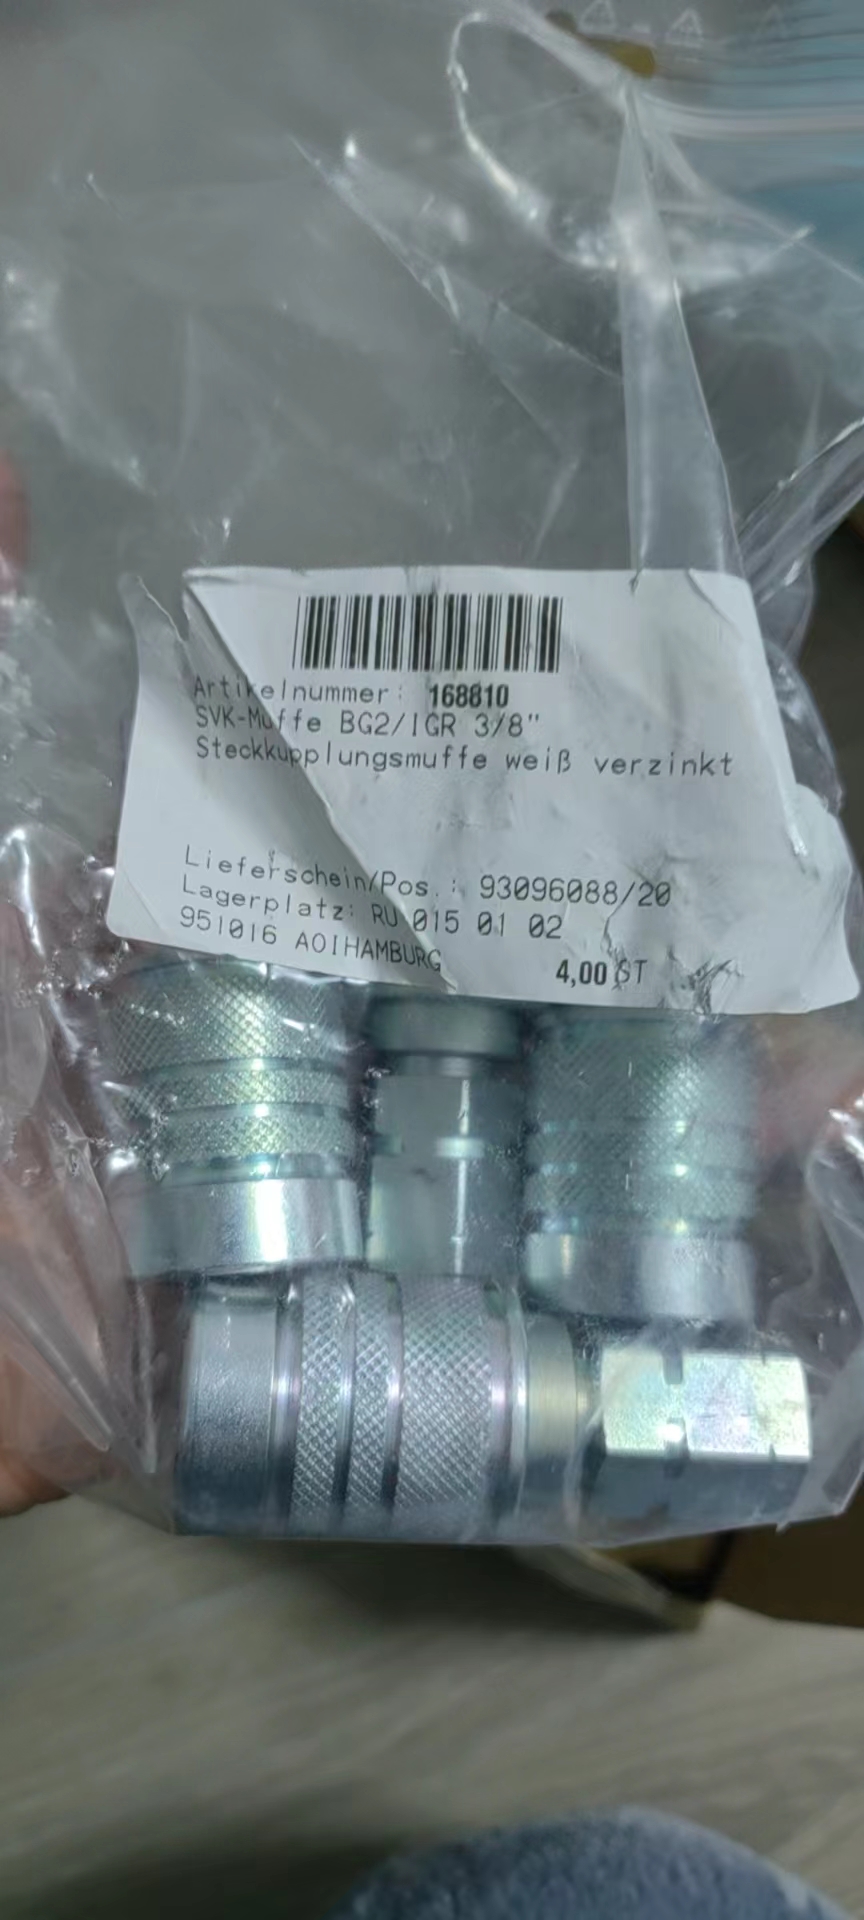 Artikelnummer: 168810
SVK-Muffe BG2/IGR 3/8"
Steckkupplungsmuffe weiß verzinkt
Lieferschein/Pos.: 93096088/20
Lagerplatz: RU 015 01 02
951016 AOIHAMBURG
4,00 ST